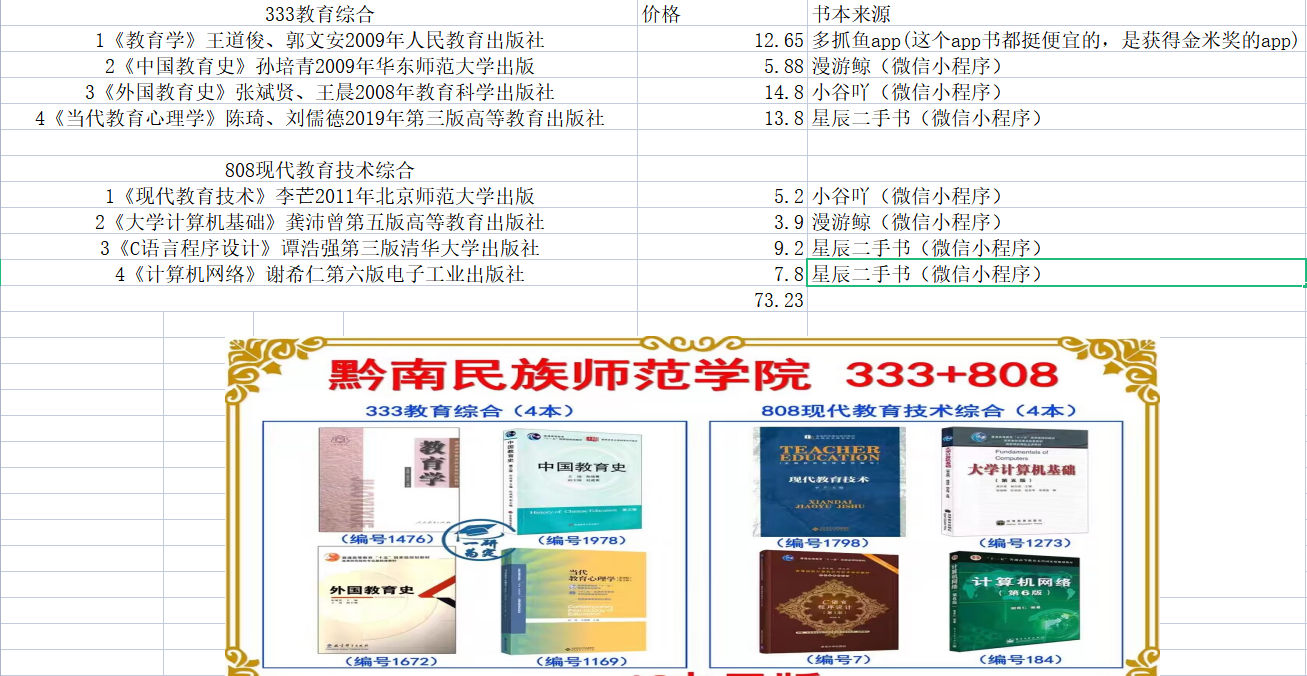 333教育综合 价格 书本来源
1《教育学》王道俊、郭文安2009年人民教育出版社 12.65 多抓鱼app(这个app书都挺便宜的，是获得金米奖的app)
2《中国教育史》孙培青2009年华东师范大学出版 5.88 漫游鲸（微信小程序）
3《外国教育史》张斌贤、王晨2008年教育科学出版社 14.8 小谷吖（微信小程序）
4《当代教育心理学》陈琦、刘儒德2019年第三版高等教育出版社 13.8 星辰二手书（微信小程序）
808现代教育技术综合
1《现代教育技术》李芒2011年北京师范大学出版 5.2 小谷吖（微信小程序）
2《大学计算机基础》龚沛曾第五版高等教育出版社 3.9 漫游鲸（微信小程序）
3《C语言程序设计》谭浩强第三版清华大学出版社 9.2 星辰二手书（微信小程序）
4《计算机网络》谢希仁第六版电子工业出版社 7.8 星辰二手书（微信小程序）
73.23
黔南民族师范学院 333+808
333教育综合（4本） 808现代教育技术综合（4本）
教育学
中国教育史
中国教育史
History of Chinese Education
TEACHER
EDUCATION
现代教育技术
XIANDAI
JIAOYU JISHU
Fundamentals of
Computers
大学计算机基础
（第五版）
（编号1476） （编号1978） （编号1798） （编号1273）
一研
为定
外国教育史
当代
教育心理学
C语言
程序设计
计算机网络
（第6版）
（编号1672） （编号1169） （编号7） （编号184）